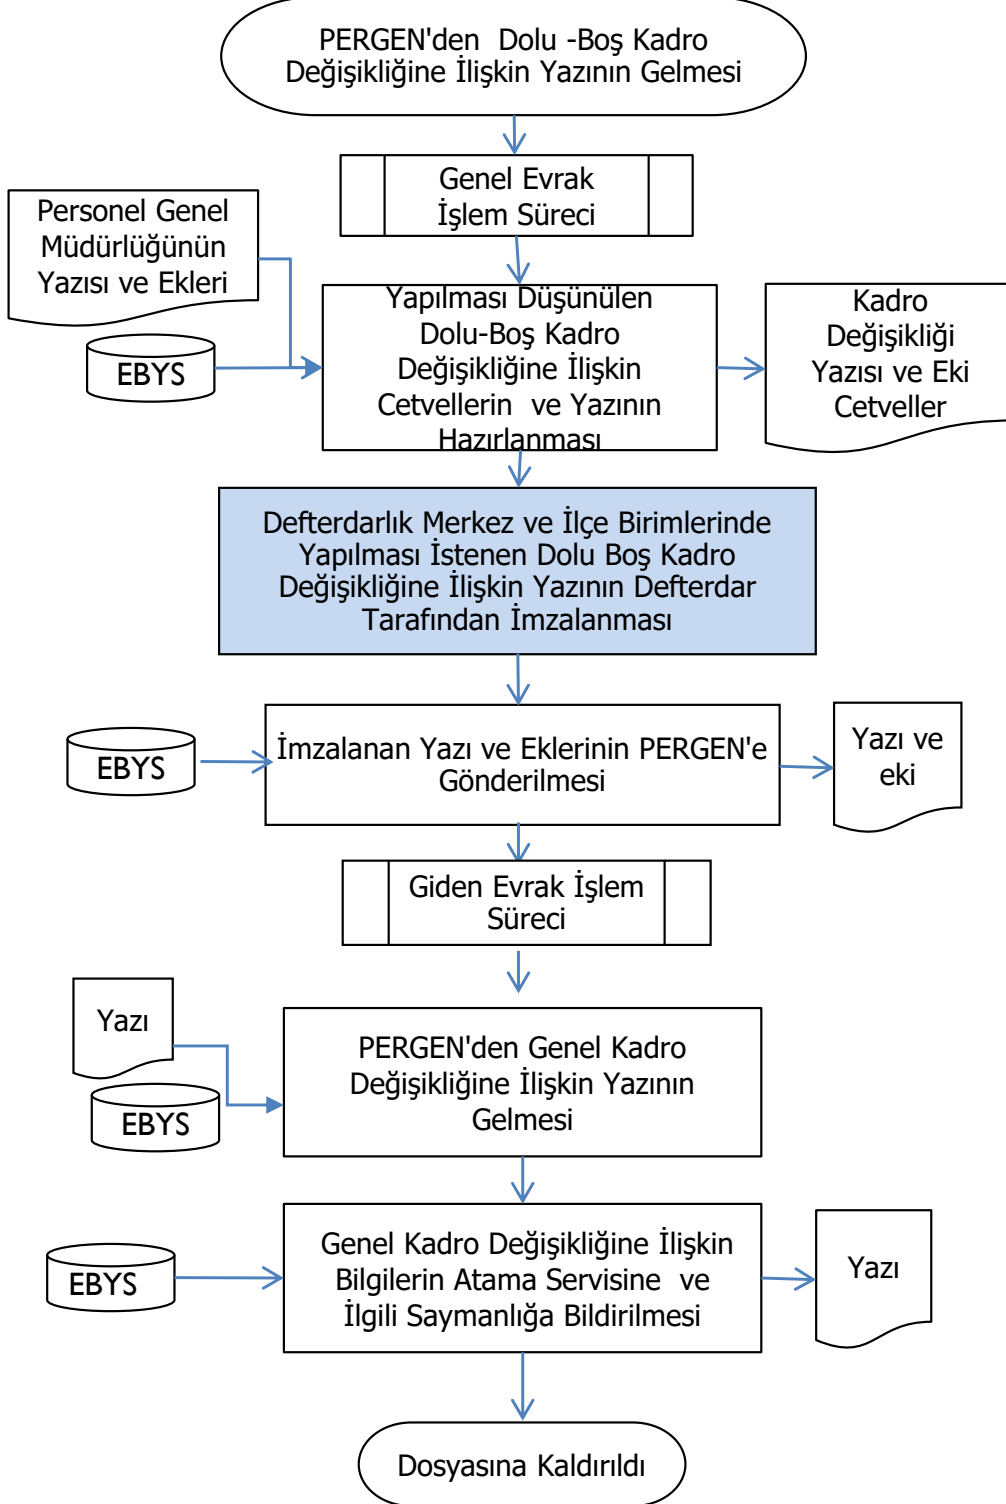 PERGEN'den Dolu -Boş Kadro
Değişikliğine İlişkin Yazının Gelmesi
Genel Evrak
İşlem Süreci
Personel Genel
Müdürlüğünün
Yazısı ve Ekleri
EBYS
Yapılması Düşünülen
Dolu-Boş Kadro
Değişikliğine İlişkin
Cetvellerin ve Yazının
Hazırlanması
Kadro
Değişikliği
Yazısı ve Eki
Cetveller
Defterdarlık Merkez ve İlçe Birimlerinde
Yapılması İstenen Dolu Boş Kadro
Değişikliğine İlişkin Yazının Defterdar
Tarafından İmzalanması
EBYS
İmzalanan Yazı ve Eklerinin PERGEN'e
Gönderilmesi
Yazı ve
eki
Giden Evrak İşlem
Süreci
Yazı
EBYS
PERGEN'den Genel Kadro
Değişikliğine İlişkin Yazının
Gelmesi
EBYS
Genel Kadro Değişikliğine İlişkin
Bilgilerin Atama Servisine ve
İlgili Saymanlığa Bildirilmesi
Yazı
Dosyasına Kaldırıldı